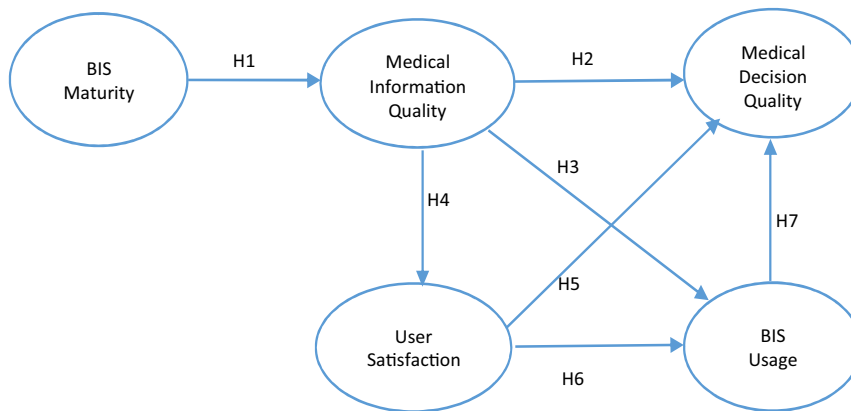 BIS
Maturity
H1
Medical
Information
Quality
H2
Medical
Decision
Quality
H3
H4
H5
H7
User
Satisfaction
H6
BIS
Usage